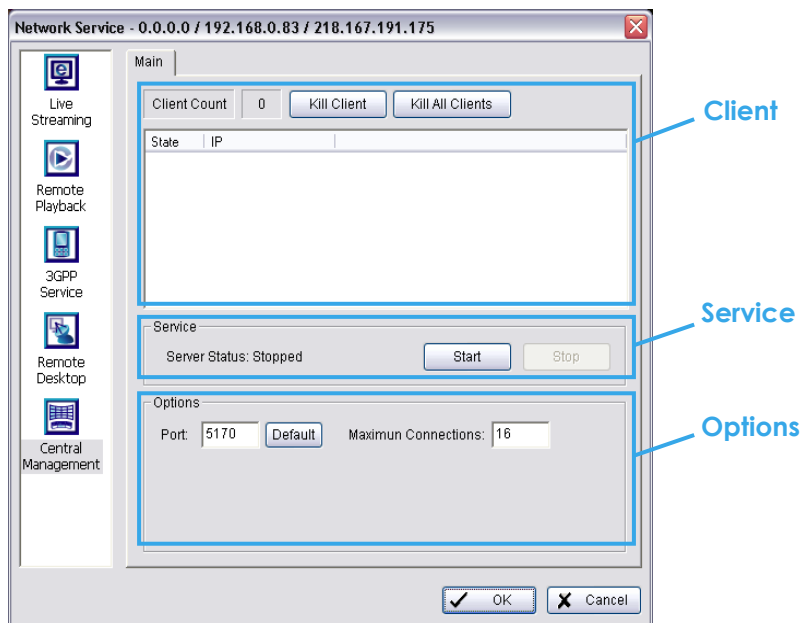 Network Service - 0.0.0.0 / 192.168.0.83 / 218.167.191.175
Live
Streaming
Remote
Playback
3GPP
Service
Remote
Desktop
Central
Management
Main
Client Count 0 Kill Client Kill All Clients
State IP
Client
Service
Server Status: Stopped Start Stop
Service
Options
Port: 5170 Default Maximun Connections: 16
Options
OK Cancel